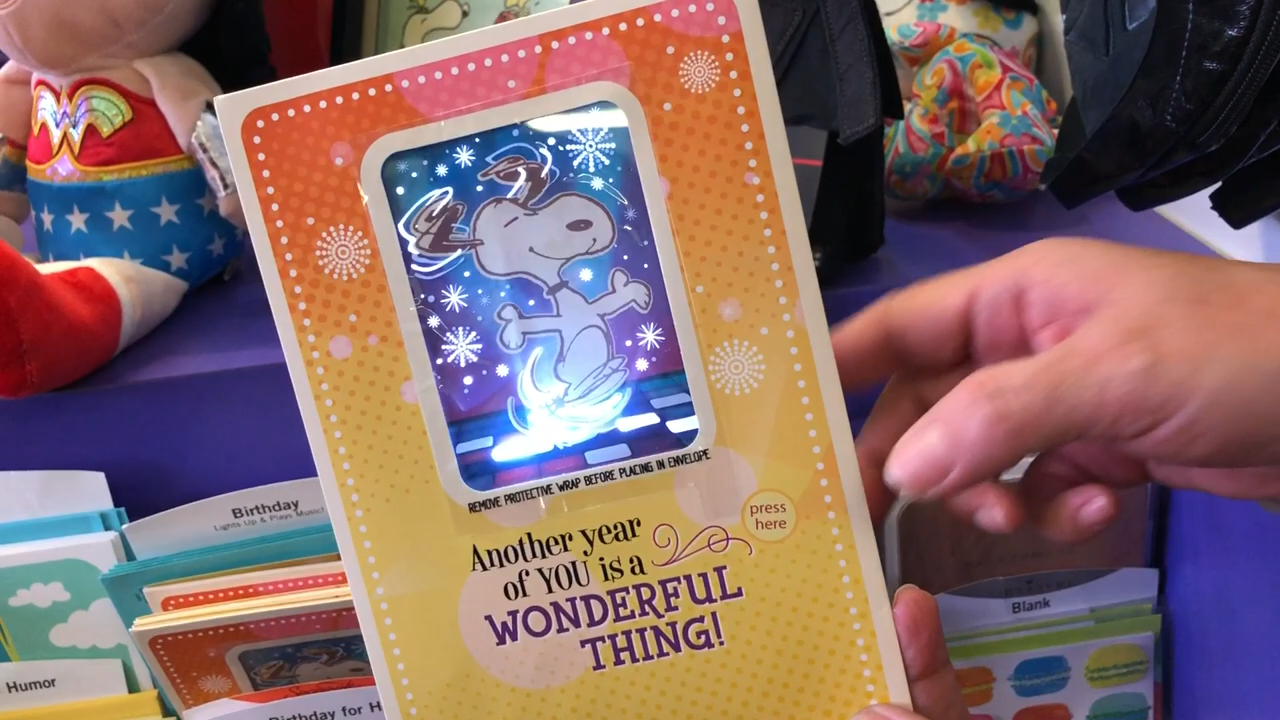 REMOVE PROTECTIVE WRAP BEFORE PLACING IN ENVELOPE
Another year
of YOU is a
WONDERFUL
THING!
press
here
Birthday
Lights Up & Plays Music!
Humor
Birthday for H
Blank